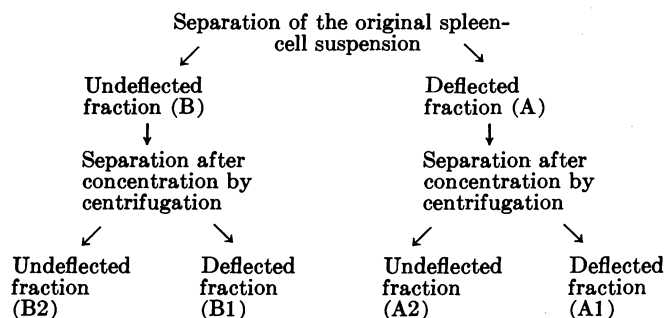 Separation of the original spleen-
cell suspension
Undeflected
fraction (B)
Deflected
fraction (A)
Separation after
concentration by
centrifugation
Separation after
concentration by
centrifugation
Undeflected
fraction
(B2)
Deflected
fraction
(B1)
Undeflected
fraction
(A2)
Deflected
fraction
(A1)